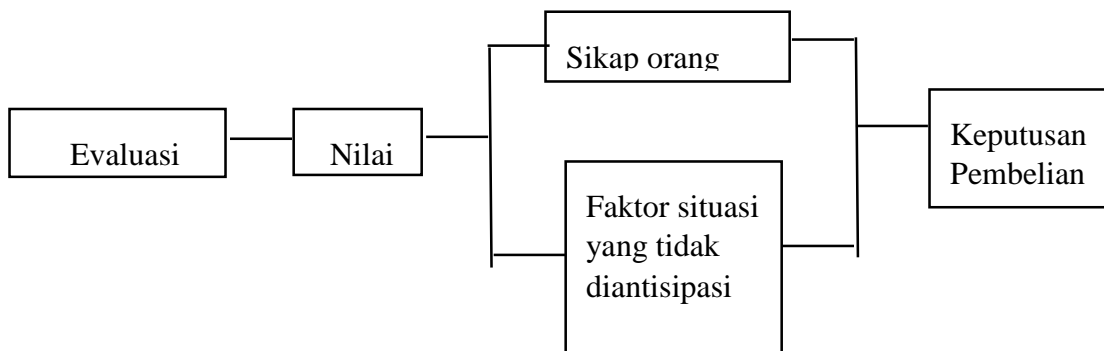 Evaluasi
Nilai
Sikap orang
Faktor situasi
yang tidak
diantisipasi
Keputusan
Pembelian